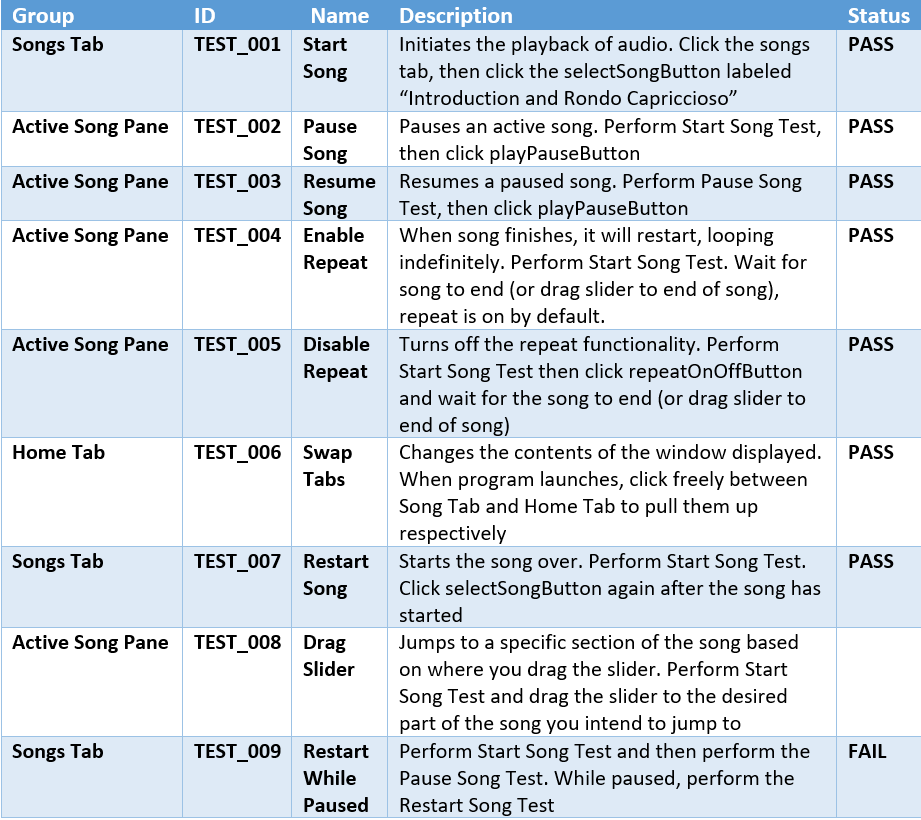 Group ID Name Description Status
Songs Tab TEST_001 Start Initiates the playback of audio. Click the songs PASS
Song tab, then click the selectSongButton labeled
“Introduction and Rondo Capriccioso”
Active Song Pane TEST_002 Pause Pauses an active song. Perform Start Song Test, PASS
Song then click playPauseButton
Active Song Pane TEST_003 Resume Resumes a paused song. Perform Pause Song PASS
Song Test, then click playPauseButton
Active Song Pane TEST_004 Enable When song finishes, it will restart, looping PASS
Repeat indefinitely. Perform Start Song Test. Wait for
song to end (or drag slider to end of song),
repeat is on by default.
Active Song Pane TEST_005 Disable Turns off the repeat functionality. Perform PASS
Repeat Start Song Test then click repeatOnOffButton
and wait for the song to end (or drag slider to
end of song)
Home Tab TEST_006 Swap Changes the contents of the window displayed. PASS
Tabs When program launches, click freely between
Song Tab and Home Tab to pull them up
respectively
Songs Tab TEST_007 Restart Starts the song over. Perform Start Song Test. PASS
Song Click selectSongButton again after the song has
started
Active Song Pane TEST_008 Drag Jumps to a specific section of the song based
Slider on where you drag the slider. Perform Start
Song Test and drag the slider to the desired
part of the song you intend to jump to
Songs Tab TEST_009 Restart Perform Start Song Test and then perform the FAIL
While Pause Song Test. While paused, perform the
Paused Restart Song Test